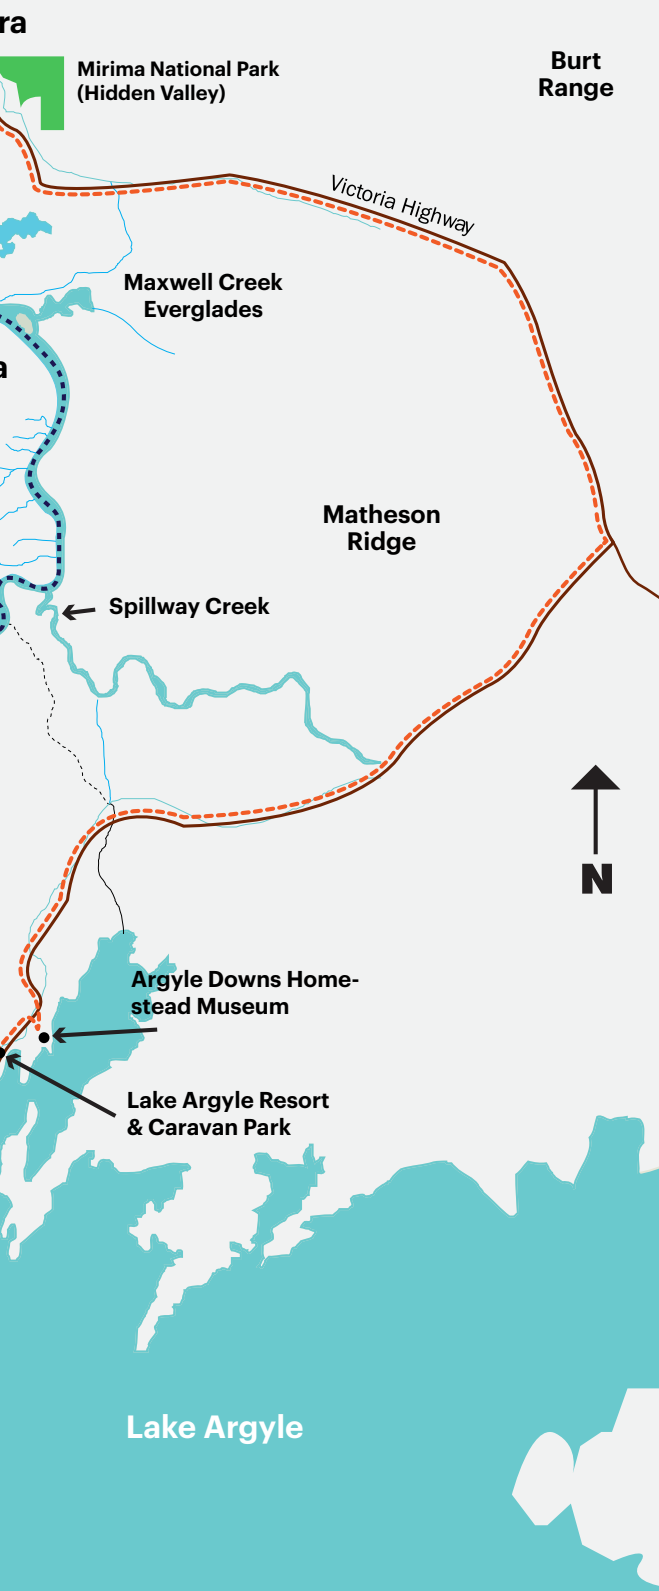 ra
Mirima National Park
(Hidden Valley)
Burt
Range
Victoria Highway
Maxwell Creek
Everglades
a
Matheson
Ridge
Spillway Creek
N
Argyle Downs Home-
stead Museum
Lake Argyle Resort
& Caravan Park
Lake Argyle